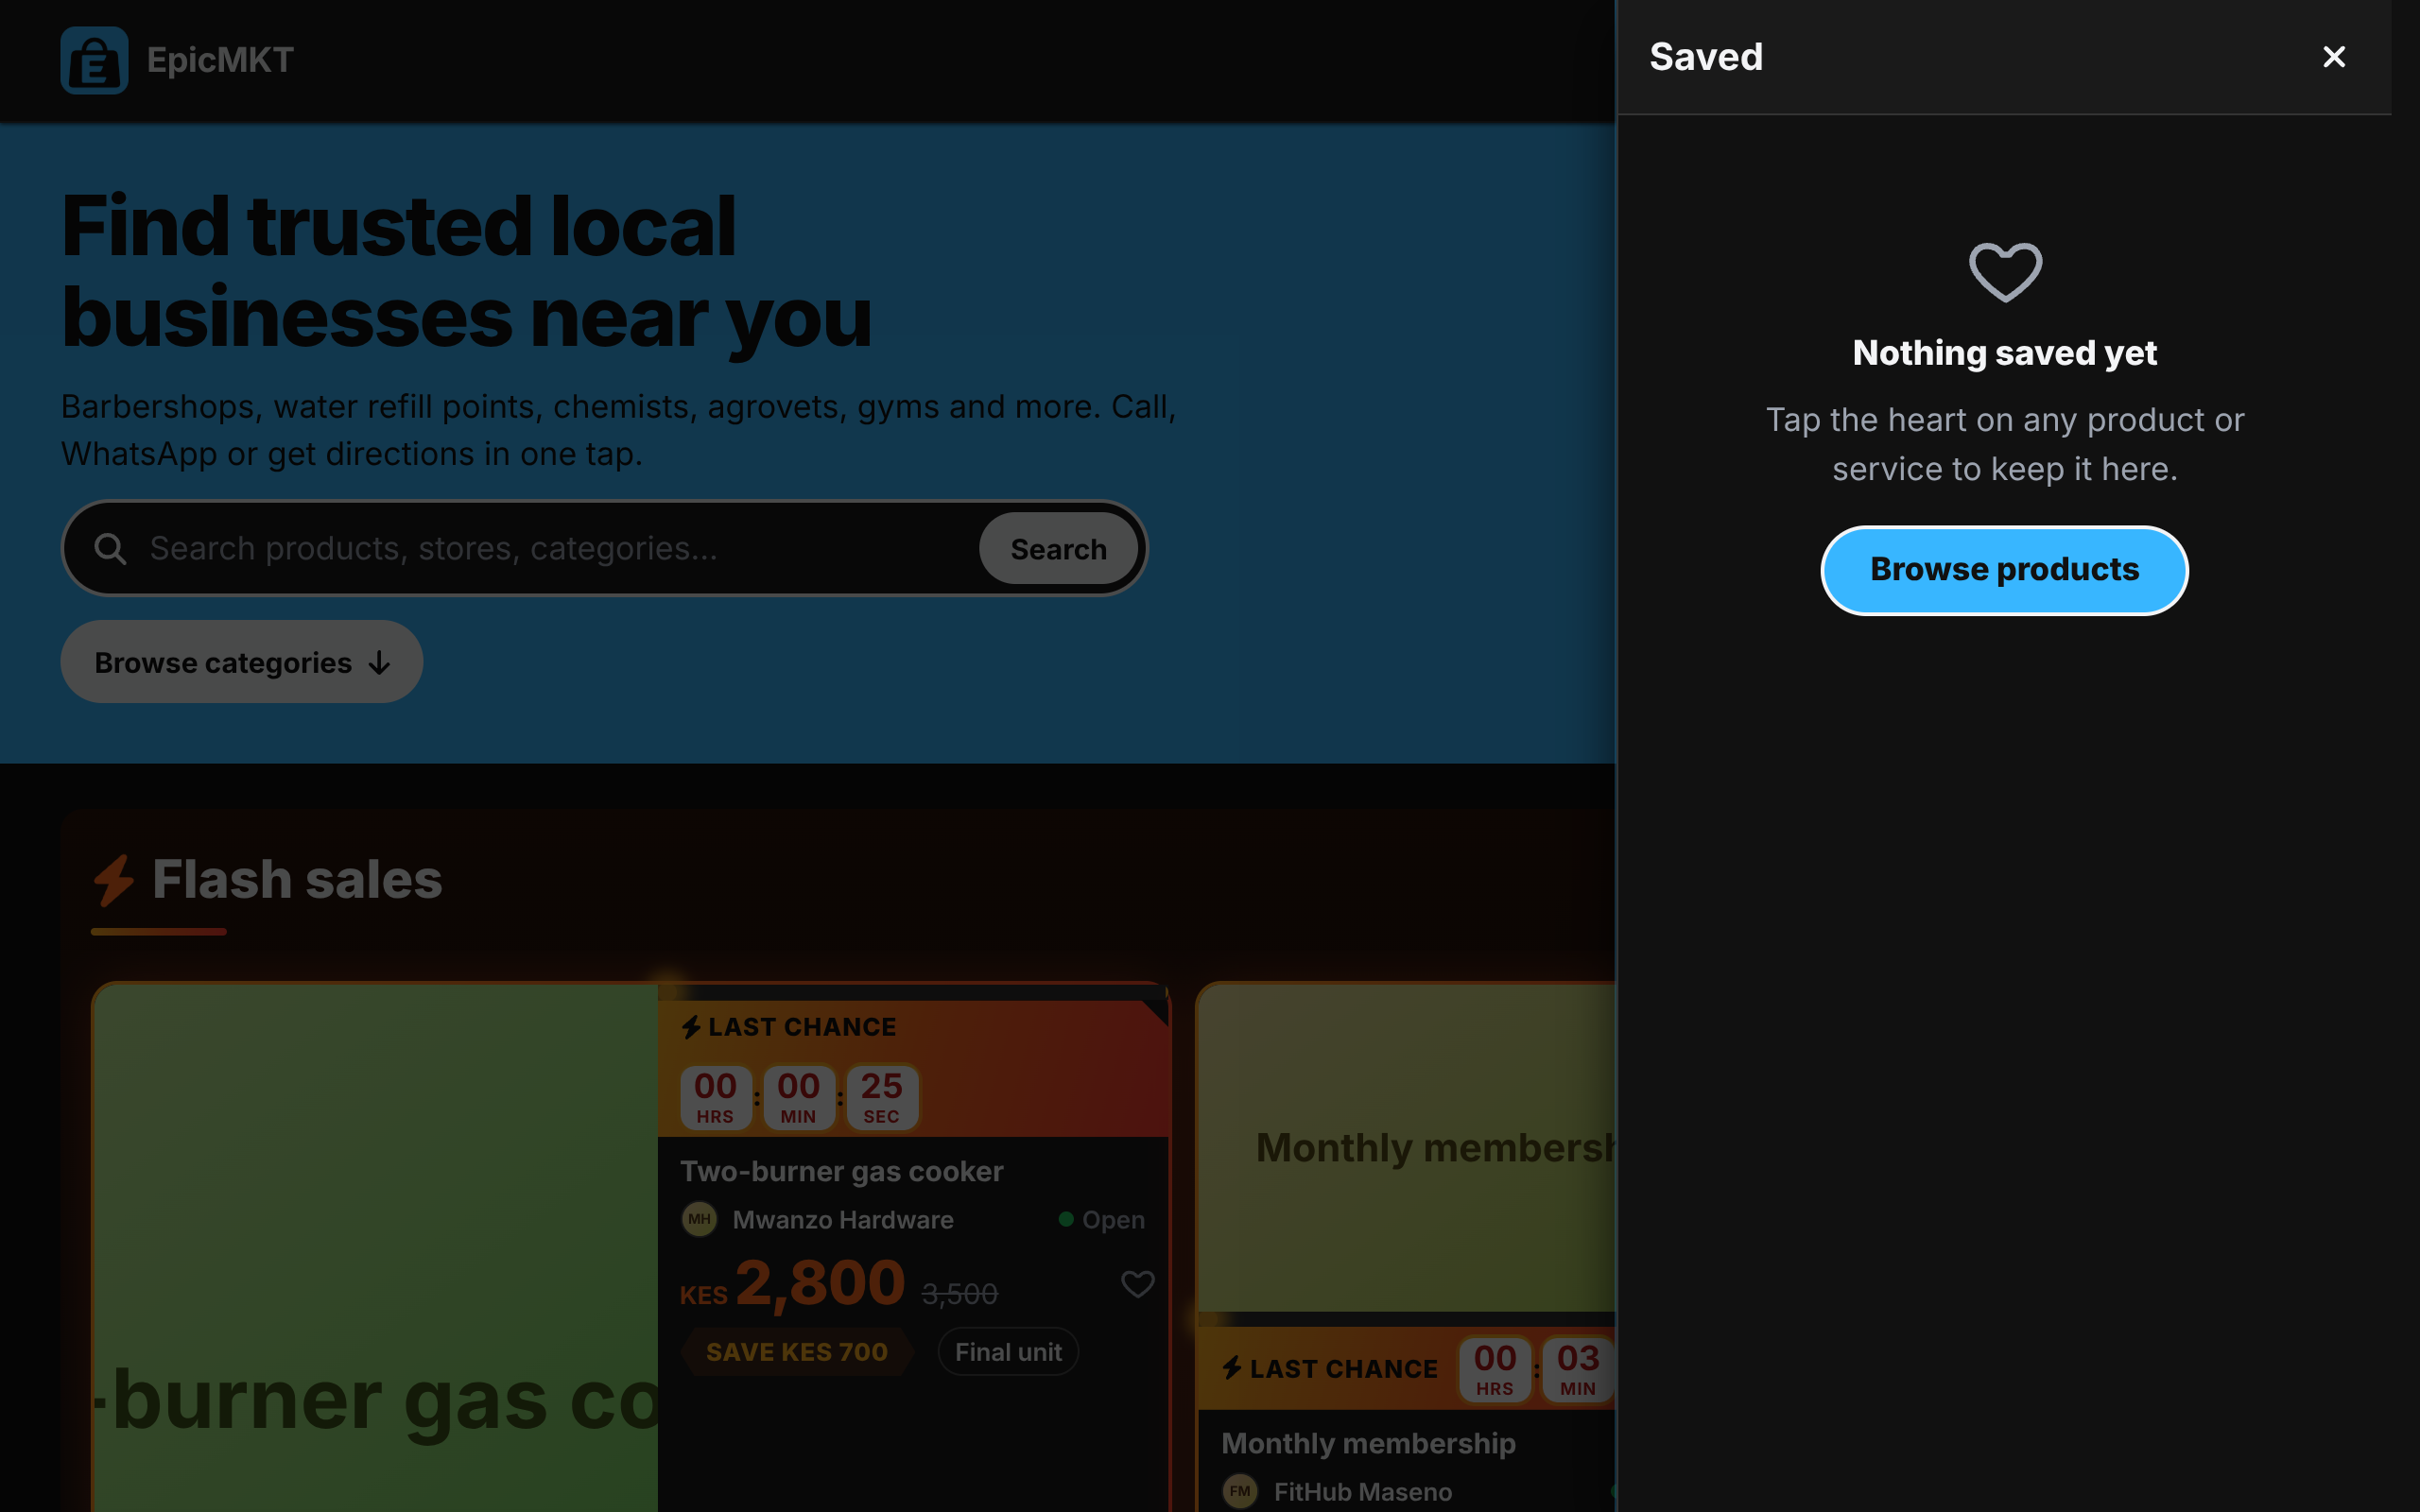 EpicMKT
Find trusted local
businesses near you
Barbershops, water refill points, chemists, agrovets, gyms and more. Call,
WhatsApp or get directions in one tap.
Search products, stores, categories...
Search
Browse categories
Flash sales
-burner gas co
LAST CHANCE
00 : 00 : 25
HRS MIN SEC
Two-burner gas cooker
MH Mwanzo Hardware Open
KES 2,800 3,500
SAVE KES 700 Final unit
Monthly membersh
LAST CHANCE 00 : 03
HRS MIN
Monthly membership
FM FitHub Maseno
Saved
Nothing saved yet
Tap the heart on any product or
service to keep it here.
Browse products